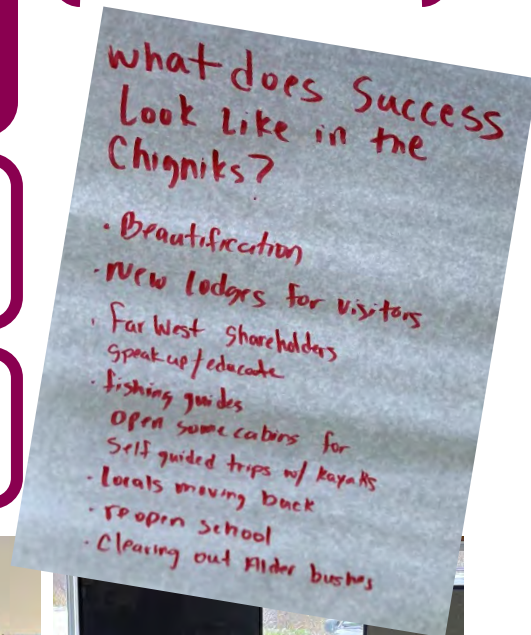 what does Success
Look Like in the
Chigniks?
• Beautification
• New lodges for visitors
• Far West Shareholders
speak up / educate
• fishing guides
open some cabins for
Self guided trips w/ kayaks
• Locals moving back
• reopen school
• Clearing out Alder bushes